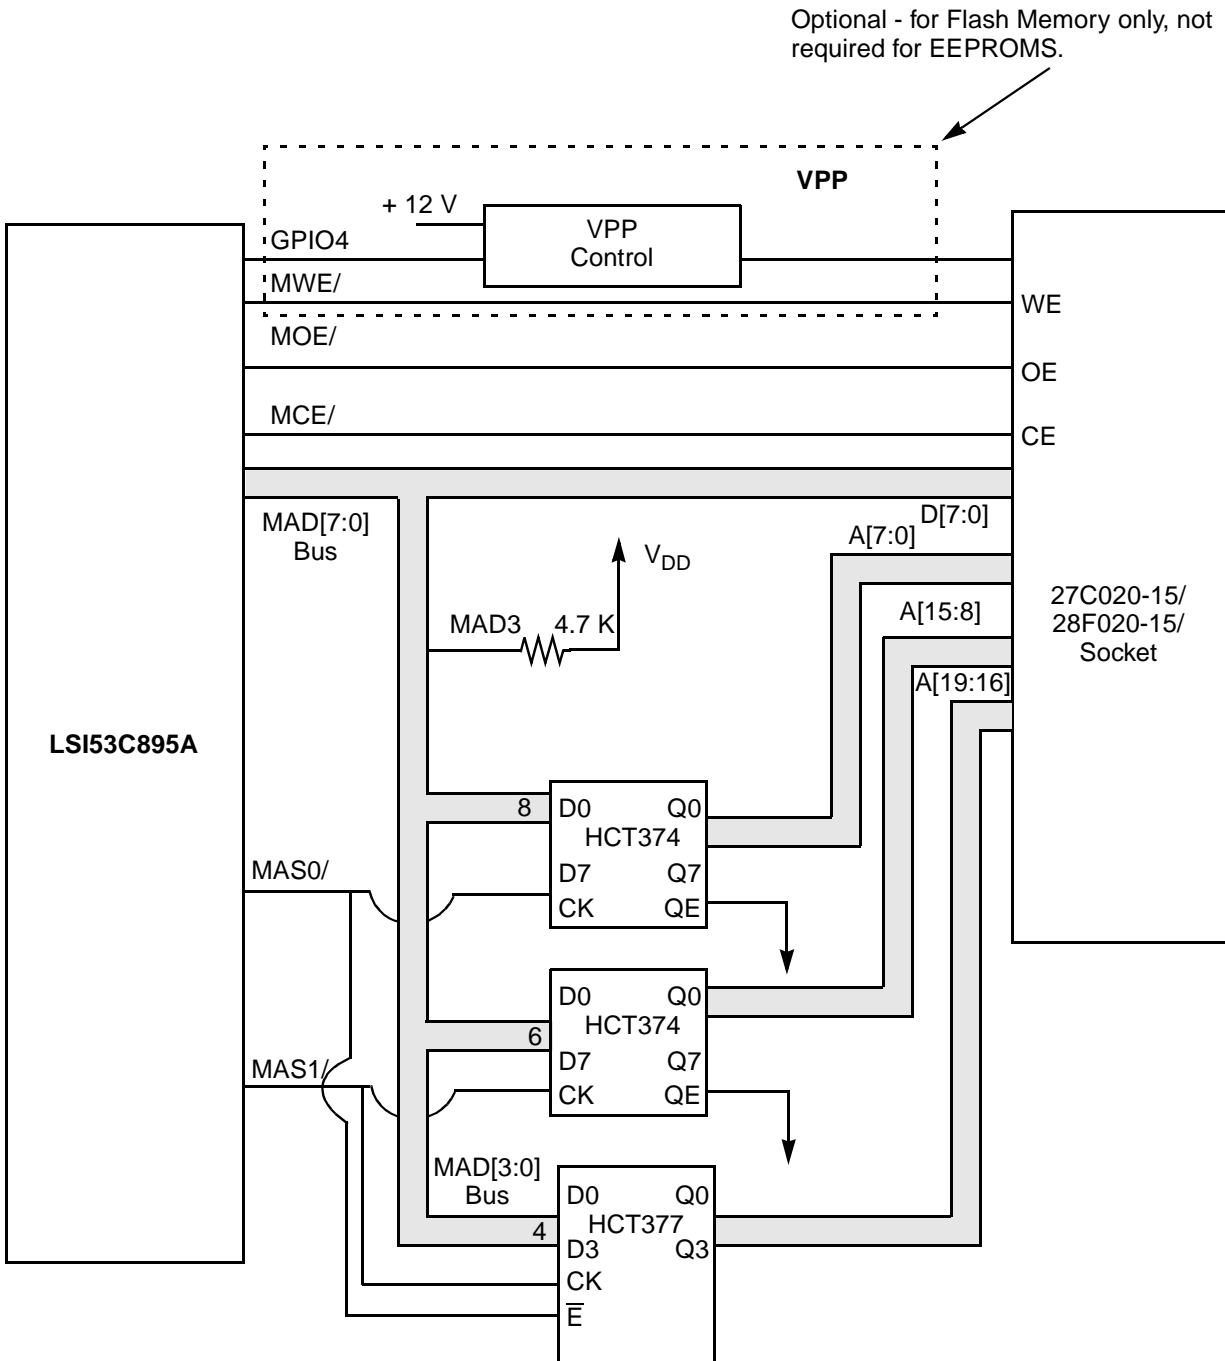 Optional - for Flash Memory only, not
required for EEPROMS.
VPP
+ 12 V
VPP
Control
GPIO4
MWE/
WE
MOE/
OE
MCE/
CE
MAD[7:0]
Bus
D[7:0]
A[7:0]
VDD
MAD3
4.7 K
A[15:8]
27C020-15/
28F020-15/
Socket
A[19:16]
LSI53C895A
8
D0
Q0
HCT374
D7
Q7
CK
QE
MAS0/
D0
Q0
HCT374
6
D7
Q7
CK
QE
MAS1/
MAD[3:0]
Bus
D0
Q0
HCT377
4
D3
Q3
CK
E